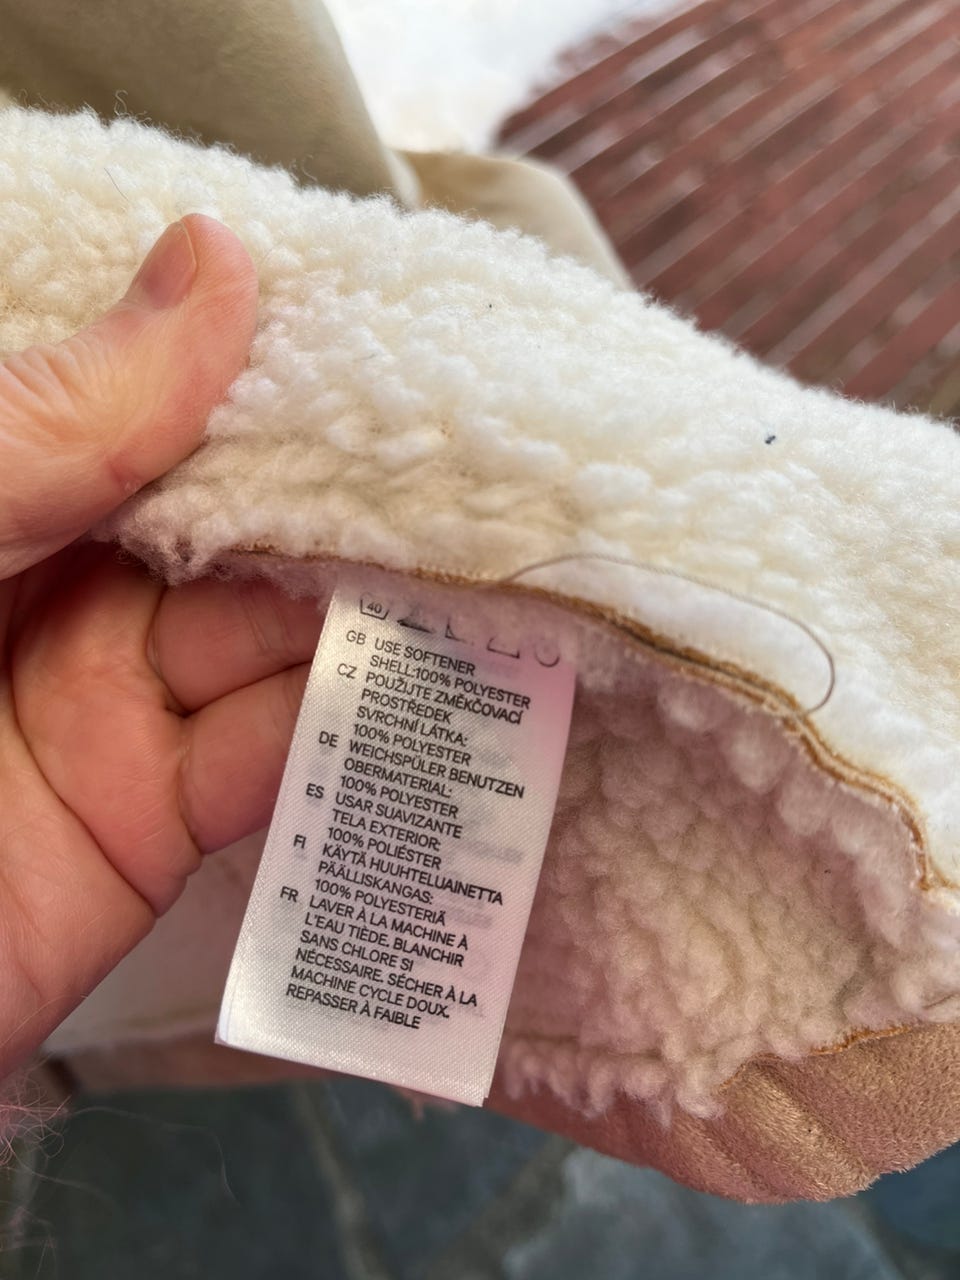 40
GB USE SOFTENER
SHELL:100% POLYESTER
CZ POUŽIJTE ZMĚKČOVACÍ
PROSTŘEDEK
SVRCHNÍ LÁTKA:
100% POLYESTER
DE WEICHSPÜLER BENUTZEN
OBERMATERIAL:
100% POLYESTER
ES USAR SUAVIZANTE
TELA EXTERIOR:
100% POLIÉSTER
FI KÄYTÄ HUUHTELUAINETTA
PÄÄLLISKANGAS:
100% POLYESTERIÄ
FR LAVER À LA MACHINE À
L'EAU TIÈDE. BLANCHIR
SANS CHLORE SI
NÉCESSAIRE. SÉCHER À LA
MACHINE CYCLE DOUX.
REPASSER À FAIBLE